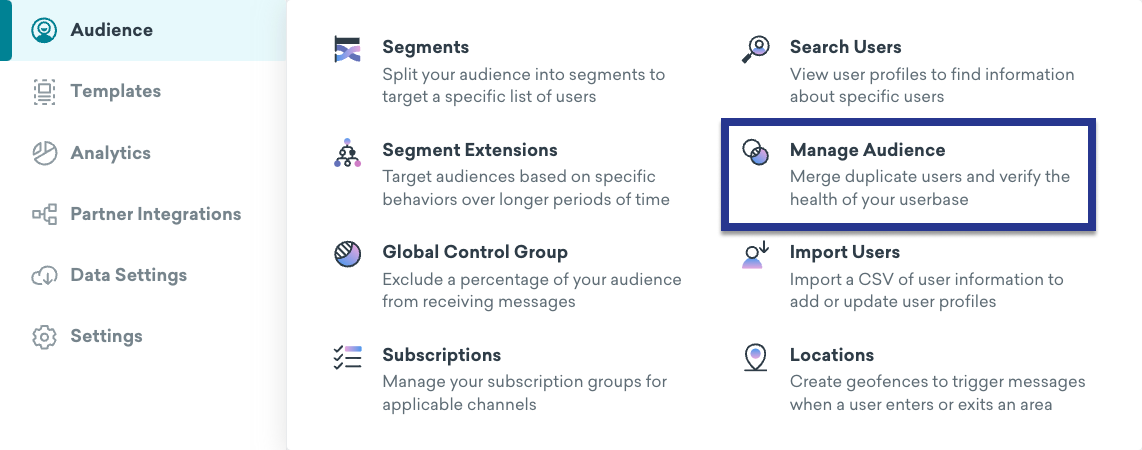 Audience
Templates
Analytics
Partner Integrations
Data Settings
Settings
Segments
Split your audience into segments to
target a specific list of users
Segment Extensions
Target audiences based on specific
behaviors over longer periods of time
Global Control Group
Exclude a percentage of your audience
from receiving messages
Subscriptions
Manage your subscription groups for
applicable channels
Search Users
View user profiles to find information
about specific users
Manage Audience
Merge duplicate users and verify the
health of your userbase
Import Users
Import a CSV of user information to
add or update user profiles
Locations
Create geofences to trigger messages
when a user enters or exits an area